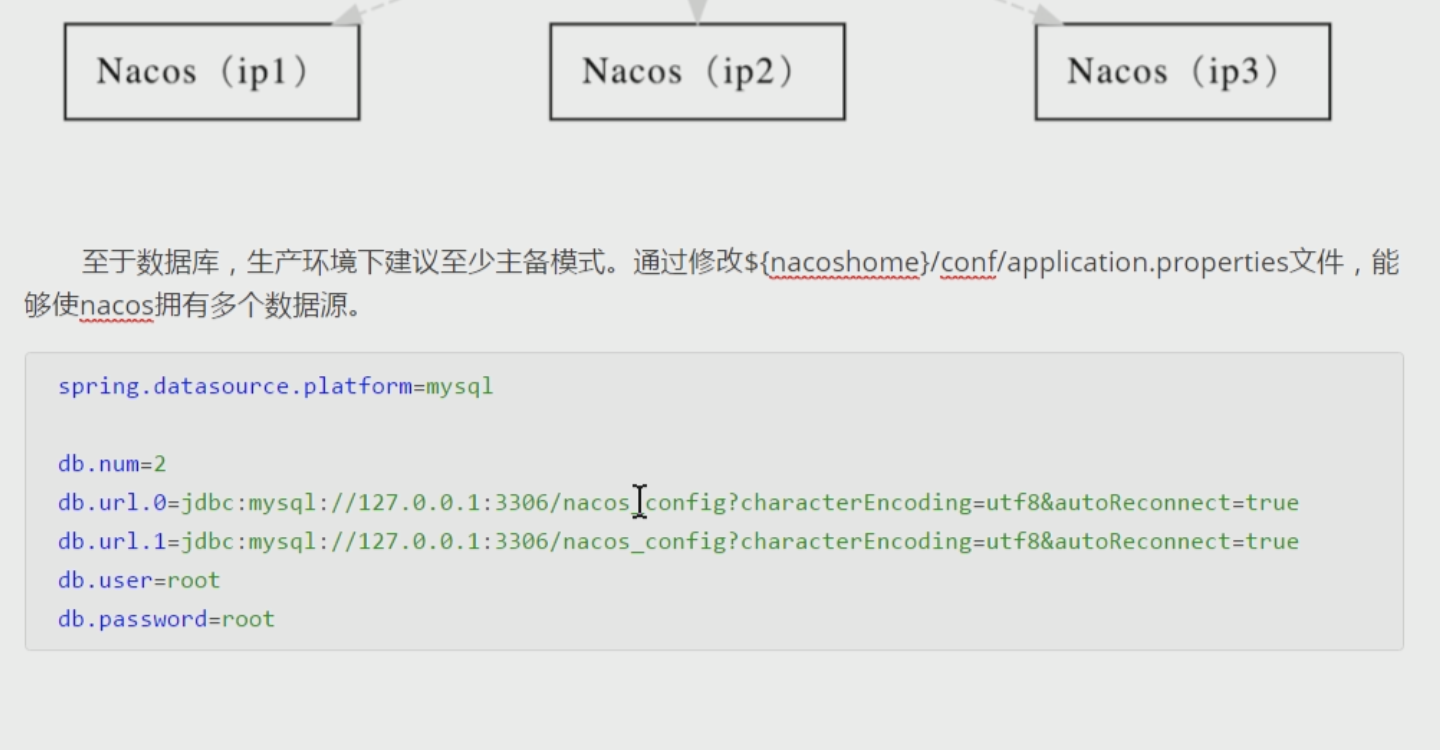 Nacos（ip1）
Nacos（ip2）
Nacos（ip3）
至于数据库，生产环境下建议至少主备模式。通过修改${nacoshome}/conf/application.properties文件，能
够使nacos拥有多个数据源。
spring.datasource.platform=mysql
db.num=2
db.url.0=jdbc:mysql://127.0.0.1:3306/nacos_config?characterEncoding=utf8&autoReconnect=true
db.url.1=jdbc:mysql://127.0.0.1:3306/nacos_config?characterEncoding=utf8&autoReconnect=true
db.user=root
db.password=root